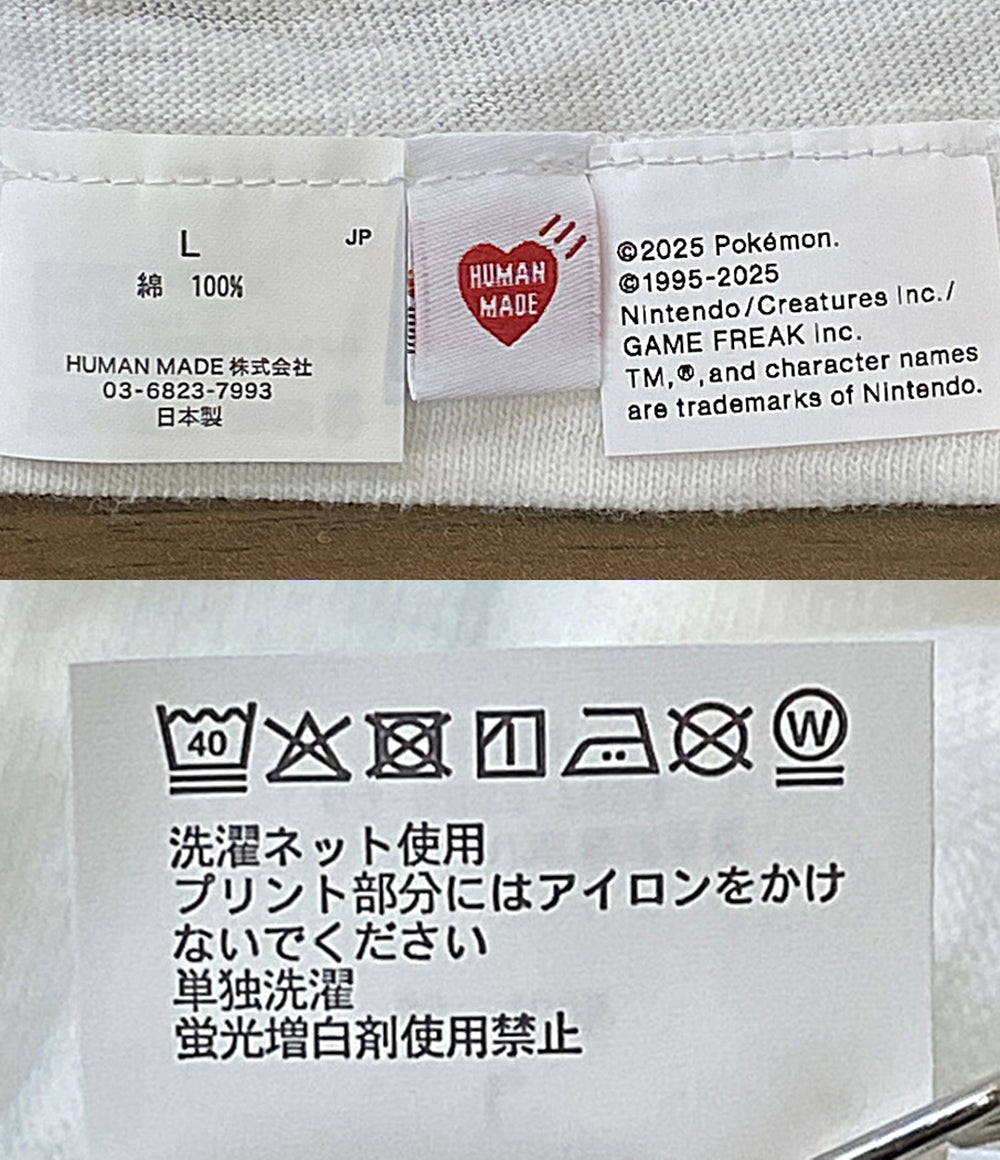 L
JP
綿 100%
HUMAN MADE 株式会社
03-6823-7993
日本製
HUMAN
MADE
©2025 Pokémon.
©1995-2025
Nintendo/Creatures Inc./
GAME FREAK inc.
TM,®,and character names
are trademarks of Nintendo.
40
W
洗濯ネット使用
プリント部分にはアイロンをかけ
ないでください
単独洗濯
蛍光増白剤使用禁止